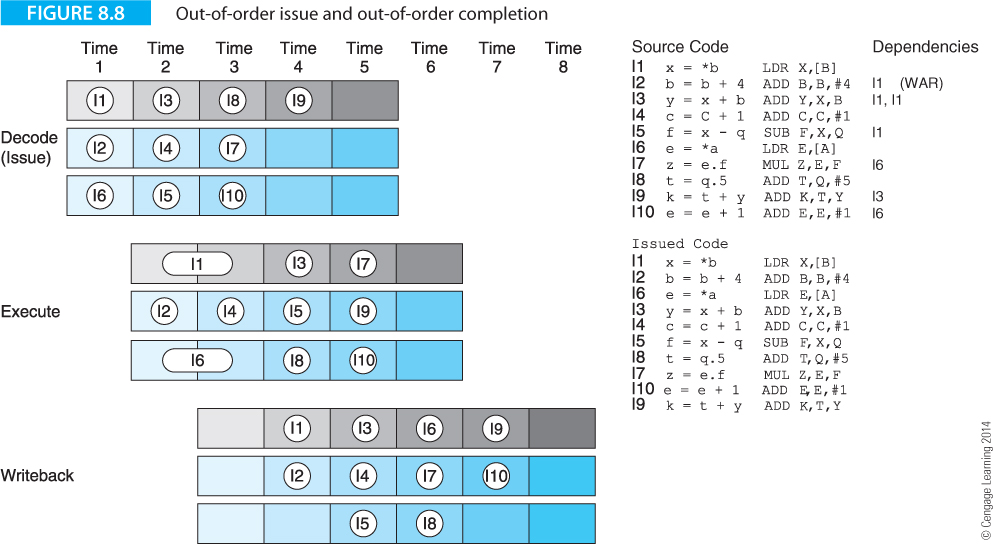 FIGURE 8.8 Out-of-order issue and out-of-order completion
Time 1 Time 2 Time 3 Time 4 Time 5 Time 6 Time 7 Time 8
Decode (Issue)
I1 I3 I8 I9
I2 I4 I7
I6 I5 I10
Execute
I1 I3 I7
I2 I4 I5 I9
I6 I8 I10
Writeback
I1 I3 I6 I9
I2 I4 I7 I10
I5 I8
Source Code Dependencies
I1 x = *b LDR X,[B]
I2 b = b + 4 ADD B,B,#4 I1 (WAR)
I3 y = x + b ADD Y,X,B I1, I1
I4 c = C + 1 ADD C,C,#1
I5 f = x - q SUB F,X,Q I1
I6 e = *a LDR E,[A]
I7 z = e.f MUL Z,E,F I6
I8 t = q.5 ADD T,Q,#5
I9 k = t + y ADD K,T,Y I3
I10 e = e + 1 ADD E,E,#1 I6
Issued Code
I1 x = *b LDR X,[B]
I2 b = b + 4 ADD B,B,#4
I6 e = *a LDR E,[A]
I3 y = x + b ADD Y,X,B
I4 c = c + 1 ADD C,C,#1
I5 f = x - q SUB F,X,Q
I8 t = q.5 ADD T,Q,#5
I7 z = e.f MUL Z,E,F
I10 e = e + 1 ADD E,E,#1
I9 k = t + y ADD K,T,Y
© Cengage Learning 2014